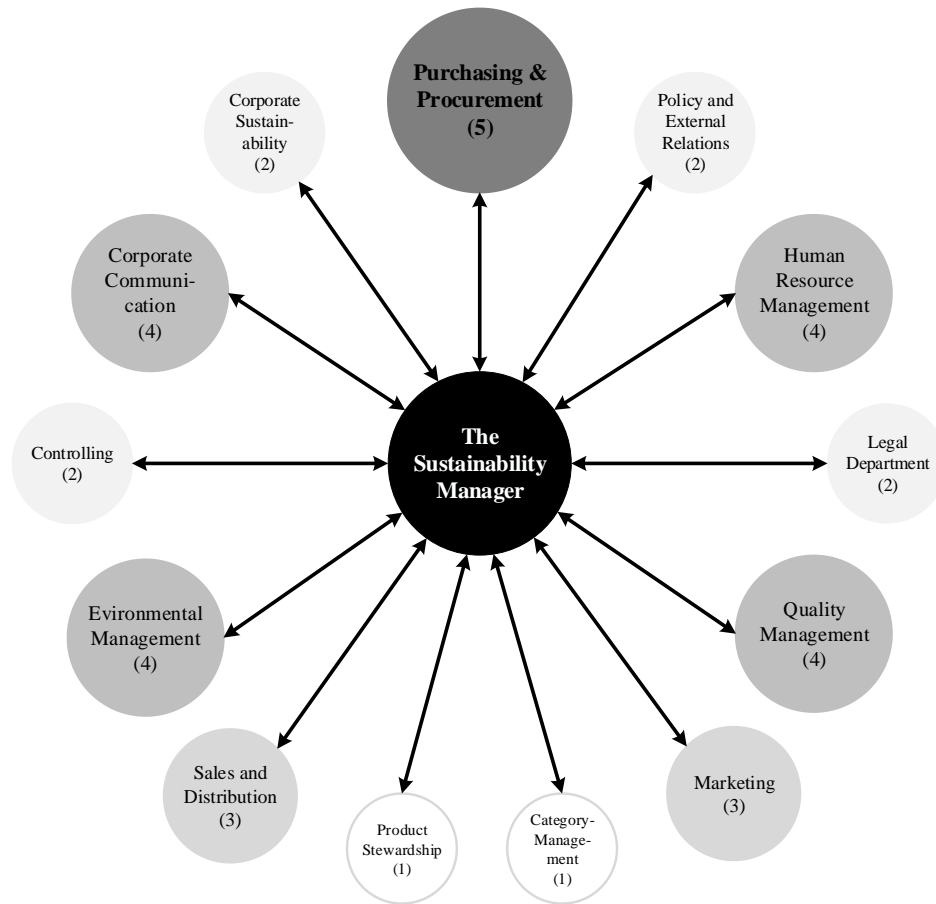 Purchasing &
Procurement
(5)
Corporate
Sustain-
ability
(2)
Policy and
External
Relations
(2)
Corporate
Communi-
cation
(4)
Human
Resource
Management
(4)
Controlling
(2)
The
Sustainability
Manager
Legal
Department
(2)
Evironmental
Management
(4)
Quality
Management
(4)
Sales and
Distribution
(3)
Marketing
(3)
Product
Stewardship
(1)
Category-
Manage-
ment
(1)